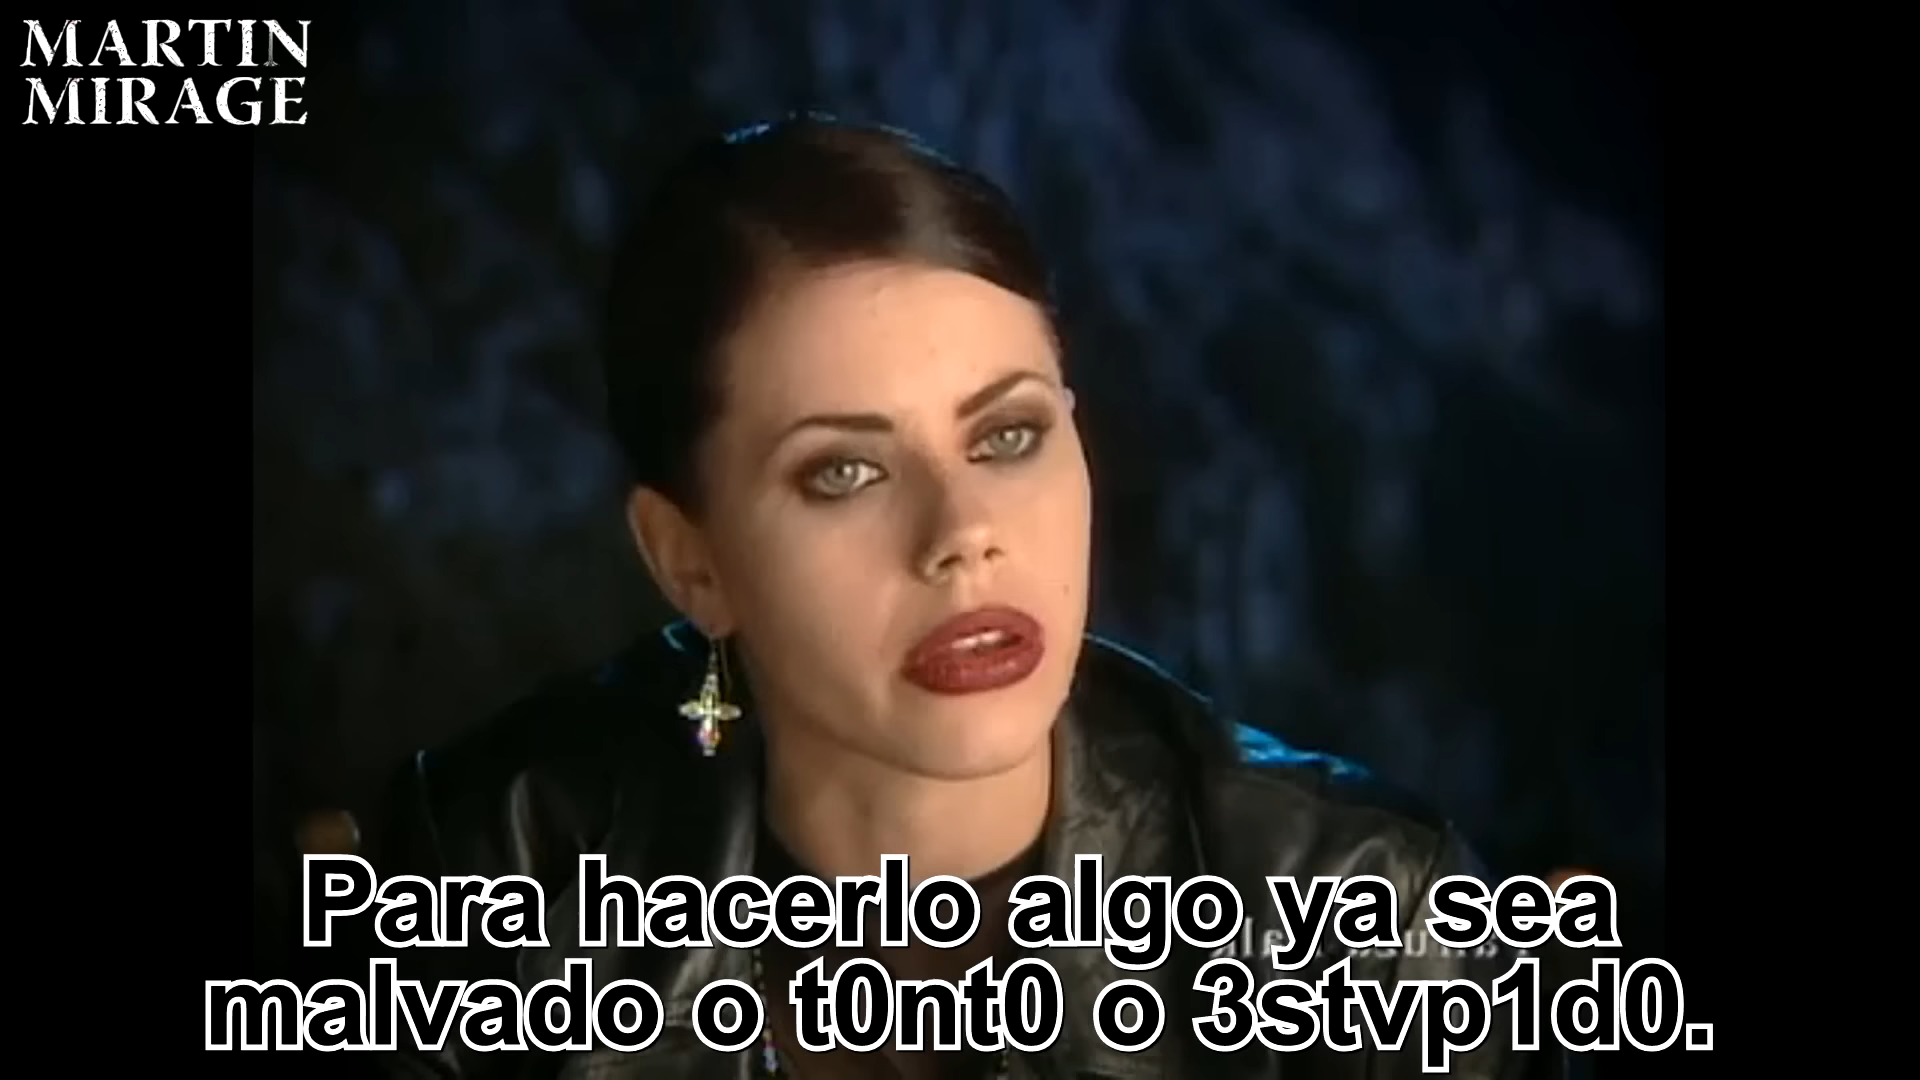 MARTIN
MIRAGE
Para hacerlo algo ya sea
malvado o t0nt0 o 3stvp1d0.